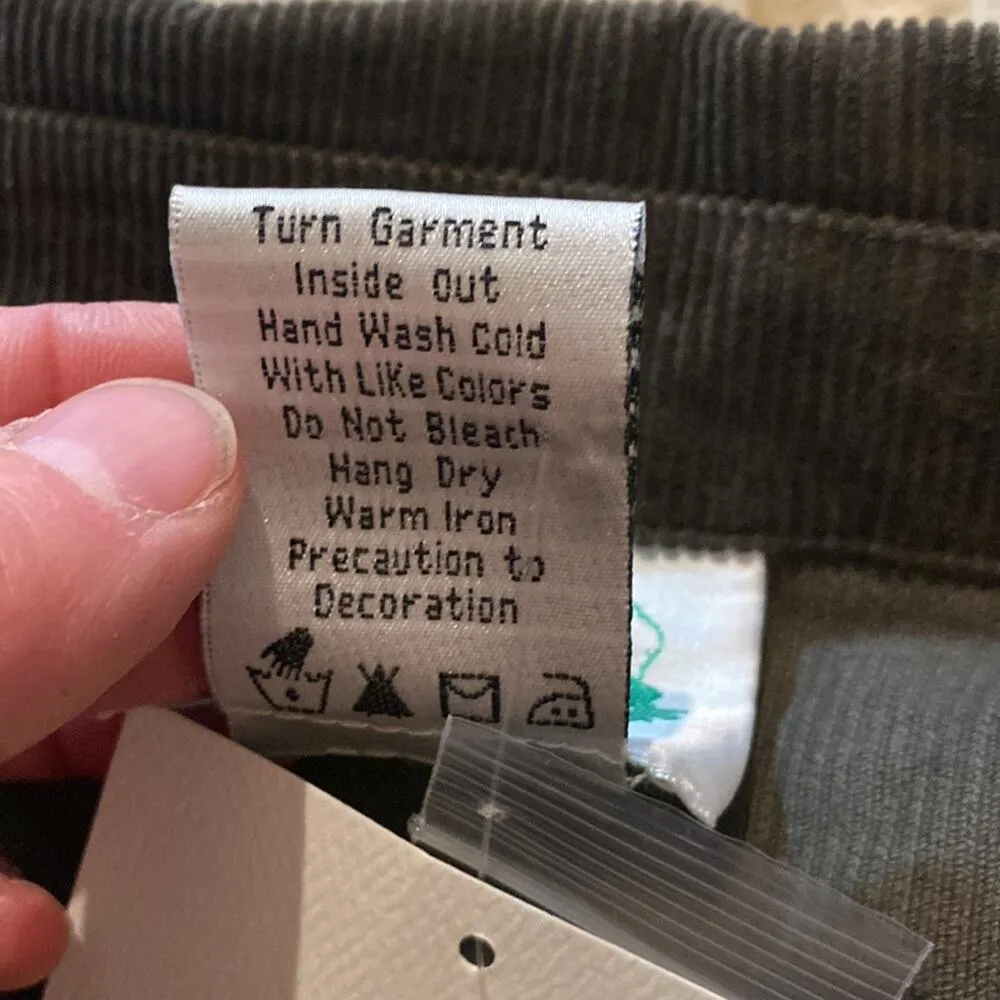 Turn Garment
Inside Out
Hand Wash Cold
With Like Colors
Do Not Bleach
Hang Dry
Warm Iron
Precaution to
Decoration